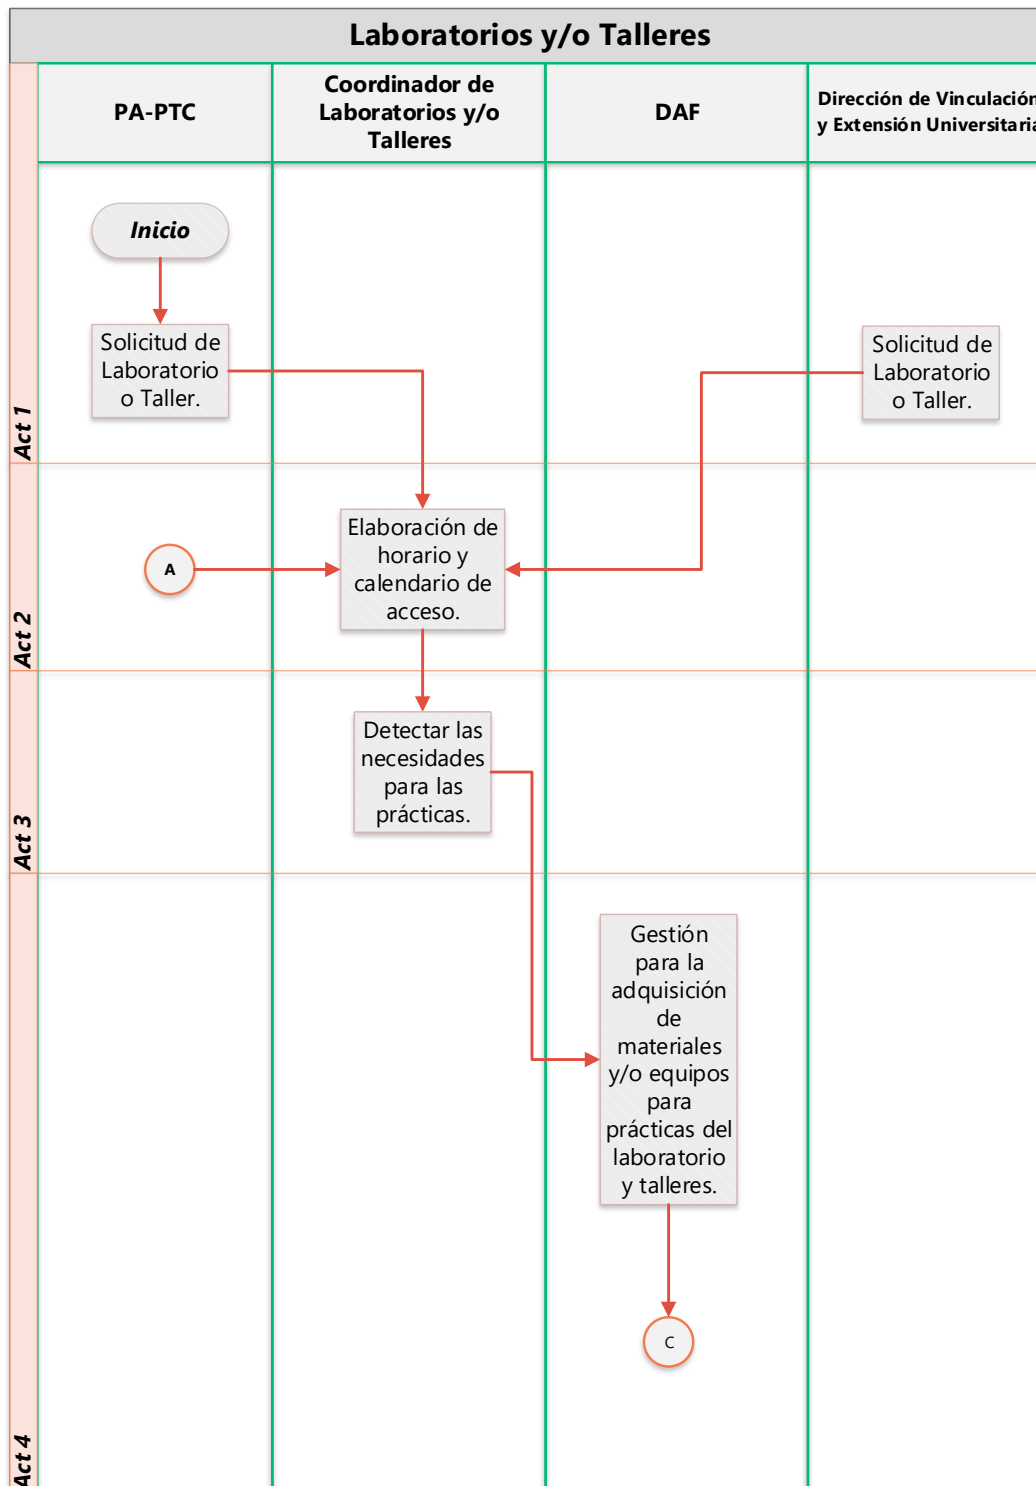 Laboratorios y/o Talleres
PA-PTC
Coordinador de
Laboratorios y/o
Talleres
DAF
Dirección de Vinculación
y Extensión Universitaria
Act 1
Inicio
Solicitud de
Laboratorio
o Taller.
Solicitud de
Laboratorio
o Taller.
Act 2
A
Elaboración de
horario y
calendario de
acceso.
Act 3
Detectar las
necesidades
para las
prácticas.
Act 4
Gestión
para la
adquisición
de
materiales
y/o equipos
para
prácticas del
laboratorio
y talleres.
C